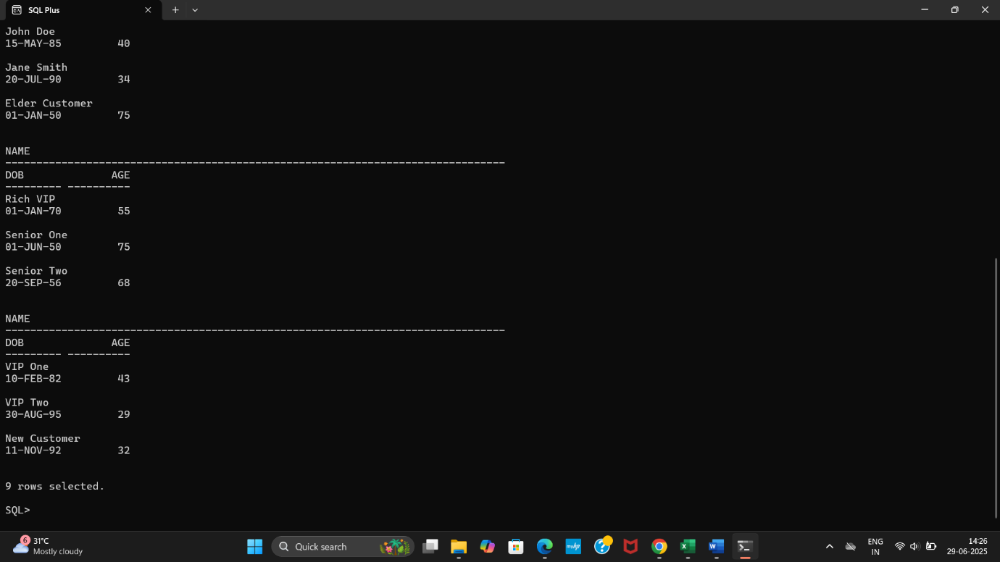 SQL Plus
John Doe
15-MAY-85         40
Jane Smith
20-JUL-90         34
Elder Customer
01-JAN-50         75
NAME
--------------------------------------------------------------------------------
DOB              AGE
--------- ----------
Rich VIP
01-JAN-70         55
Senior One
01-JUN-50         75
Senior Two
20-SEP-56         68
NAME
--------------------------------------------------------------------------------
DOB              AGE
--------- ----------
VIP One
10-FEB-82         43
VIP Two
30-AUG-95         29
New Customer
11-NOV-92         32
9 rows selected.
SQL>
6
31°C
Mostly cloudy
Quick search
myhp
?
X
W
ENG
IN
14:26
29-06-2025